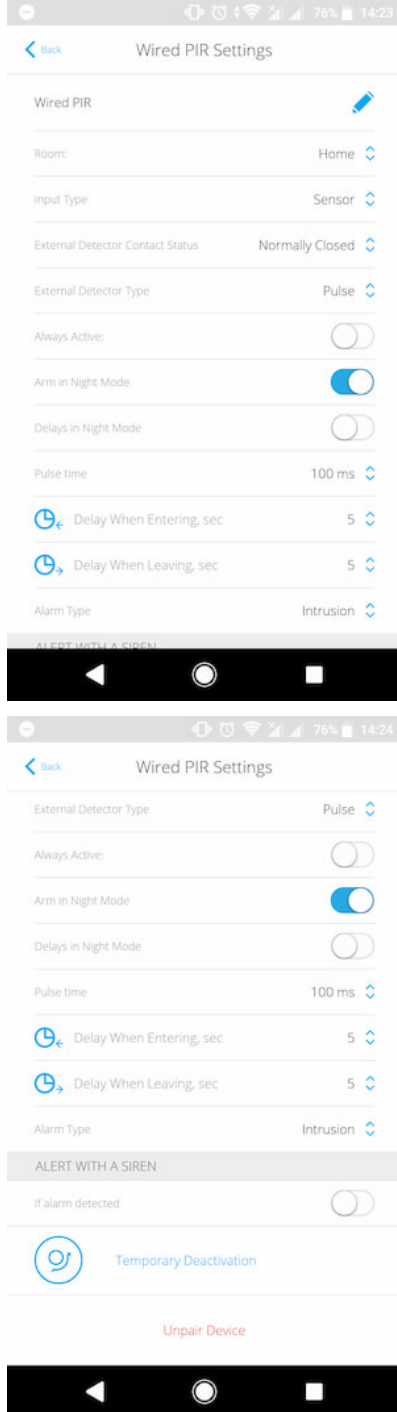 76% 14:23
Back Wired PIR Settings
Wired PIR
Room: Home
Input Type Sensor
External Detector Contact Status Normally Closed
External Detector Type Pulse
Always Active:
Arm in Night Mode
Delays in Night Mode
Pulse time 100 ms
Delay When Entering, sec 5
Delay When Leaving, sec 5
Alarm Type Intrusion
ALERT WITH A SIREN
76% 14:24
Back Wired PIR Settings
External Detector Type Pulse
Always Active:
Arm in Night Mode
Delays in Night Mode
Pulse time 100 ms
Delay When Entering, sec 5
Delay When Leaving, sec 5
Alarm Type Intrusion
ALERT WITH A SIREN
If alarm detected
Temporary Deactivation
Unpair Device